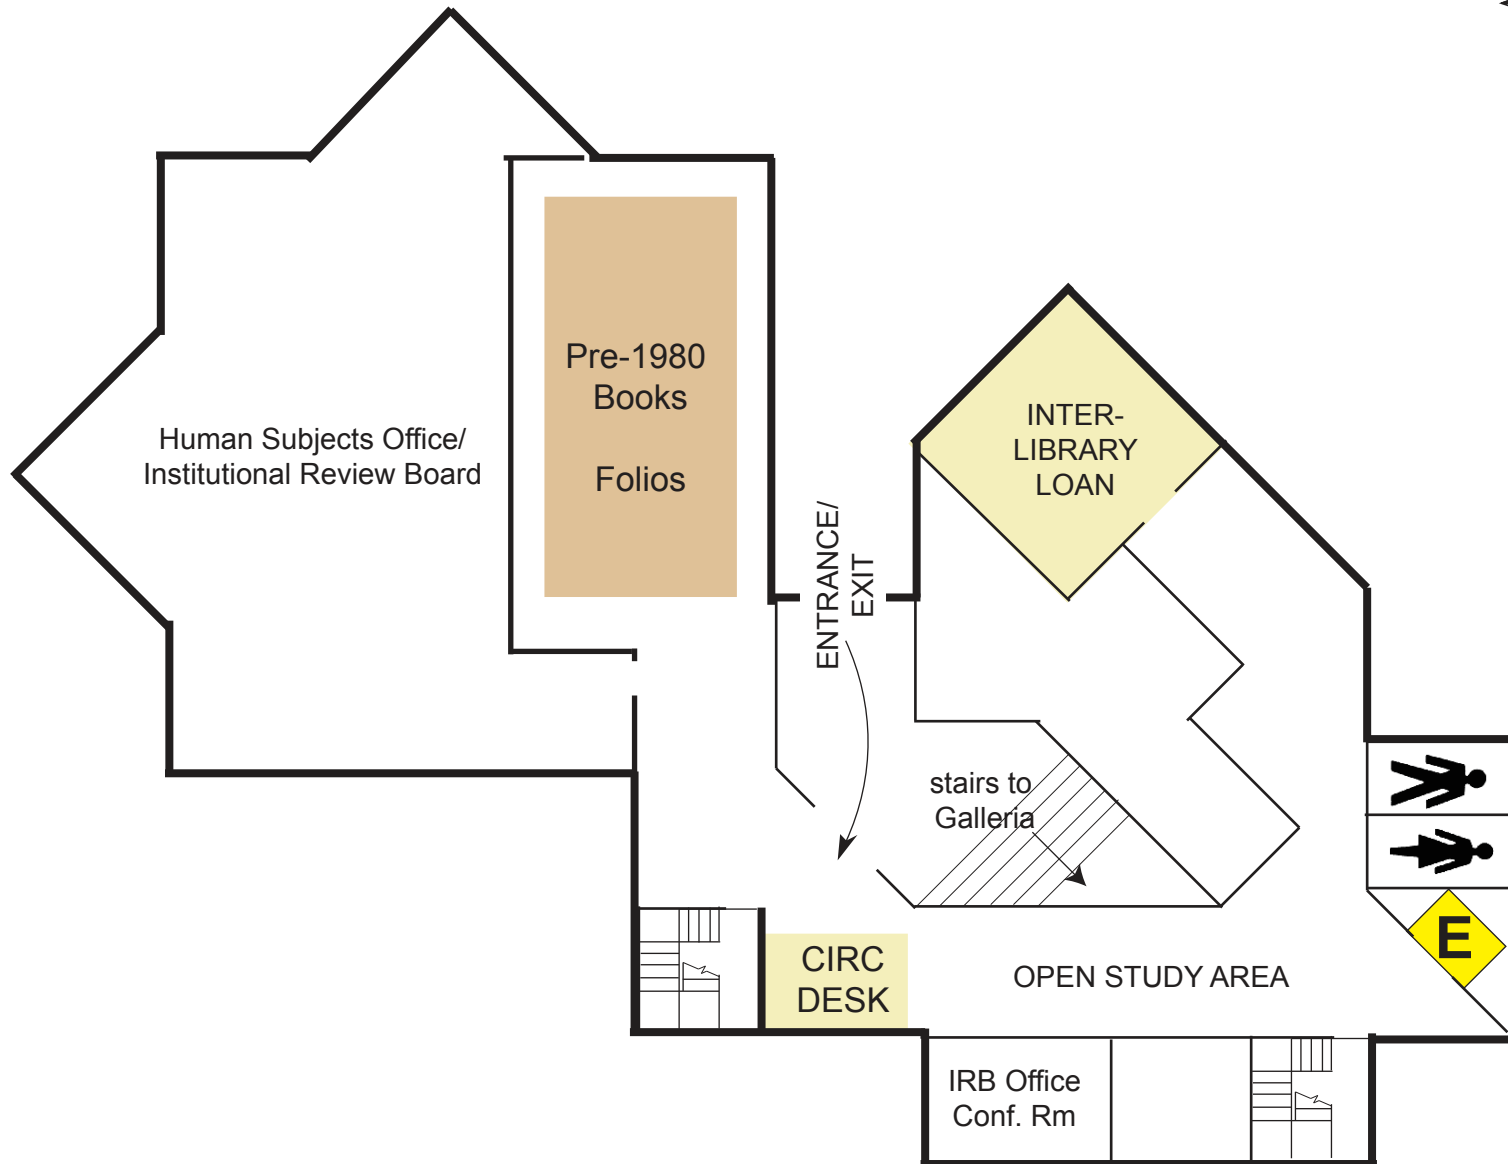 Pre-1980
Books
Folios
Human Subjects Office/
Institutional Review Board
INTER-
LIBRARY
LOAN
ENTRANCE/
EXIT
stairs to
Galleria
CIRC
DESK
OPEN STUDY AREA
E
IRB Office
Conf. Rm